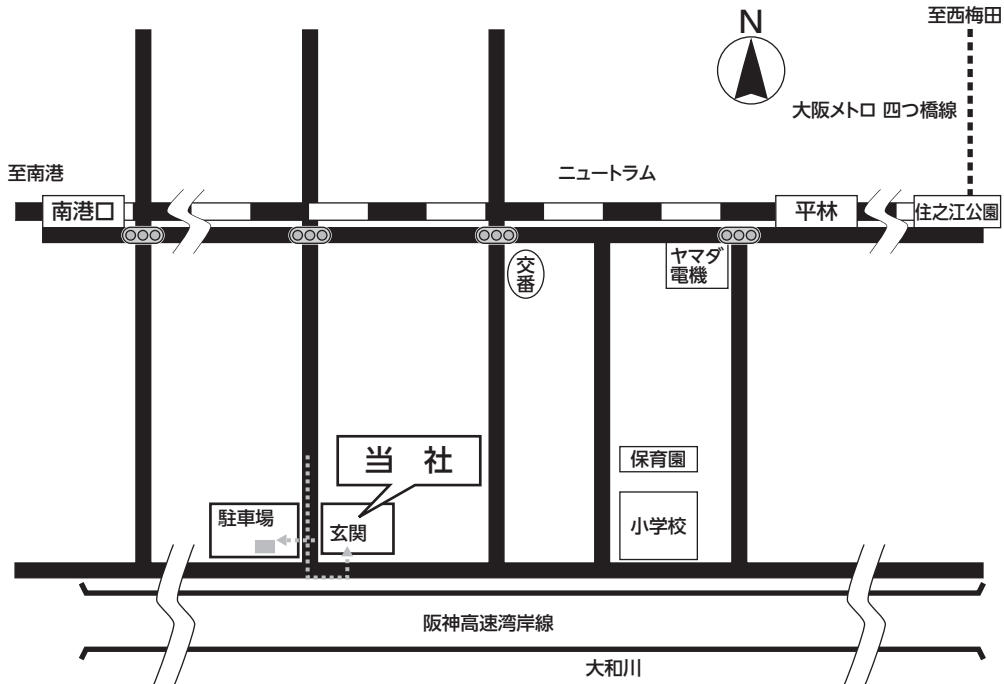 至西梅田
N
大阪メトロ 四つ橋線
至南港
ニュートラム
南港口
平林
住之江公園
交番
ヤマダ
電機
当 社
保育園
駐車場
玄関
小学校
阪神高速湾岸線
大和川